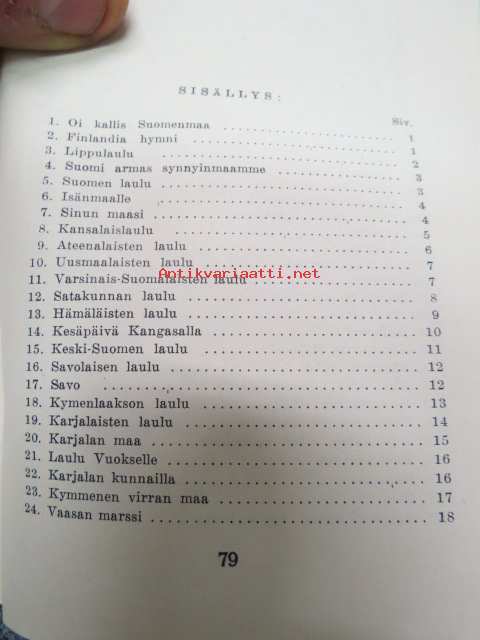 SISÄLLYS:
Siv.
1. Oi kallis Suomenmaa ........................ 1
2. Finlandia hymni ........................ 1
3. Lippulaulu ........................ 2
4. Suomi armas synnyinmaamme ........................ 3
5. Suomen laulu ........................ 3
6. Isänmaalle ........................ 4
7. Sinun maasi ........................ 4
8. Kansalaislaulu ........................ 5
9. Ateenalaisten laulu ........................ 6
10. Uusmaalaisten laulu ........................ 7
Antikvariaatti.net
11. Varsinais-Suomalaisten laulu ........................ 7
12. Satakunnan laulu ........................ 8
13. Hämäläisten laulu ........................ 9
14. Kesäpäivä Kangasalla ........................ 10
15. Keski-Suomen laulu ........................ 11
16. Savolaisen laulu ........................ 12
17. Savo ........................ 12
18. Kymenlaakson laulu ........................ 13
19. Karjalaisten laulu ........................ 14
20. Karjalan maa ........................ 15
21. Laulu Vuokselle ........................ 16
22. Karjalan kunnailla ........................ 16
23. Kymmenen virran maa ........................ 17
24. Vaasan marssi ........................ 18
79